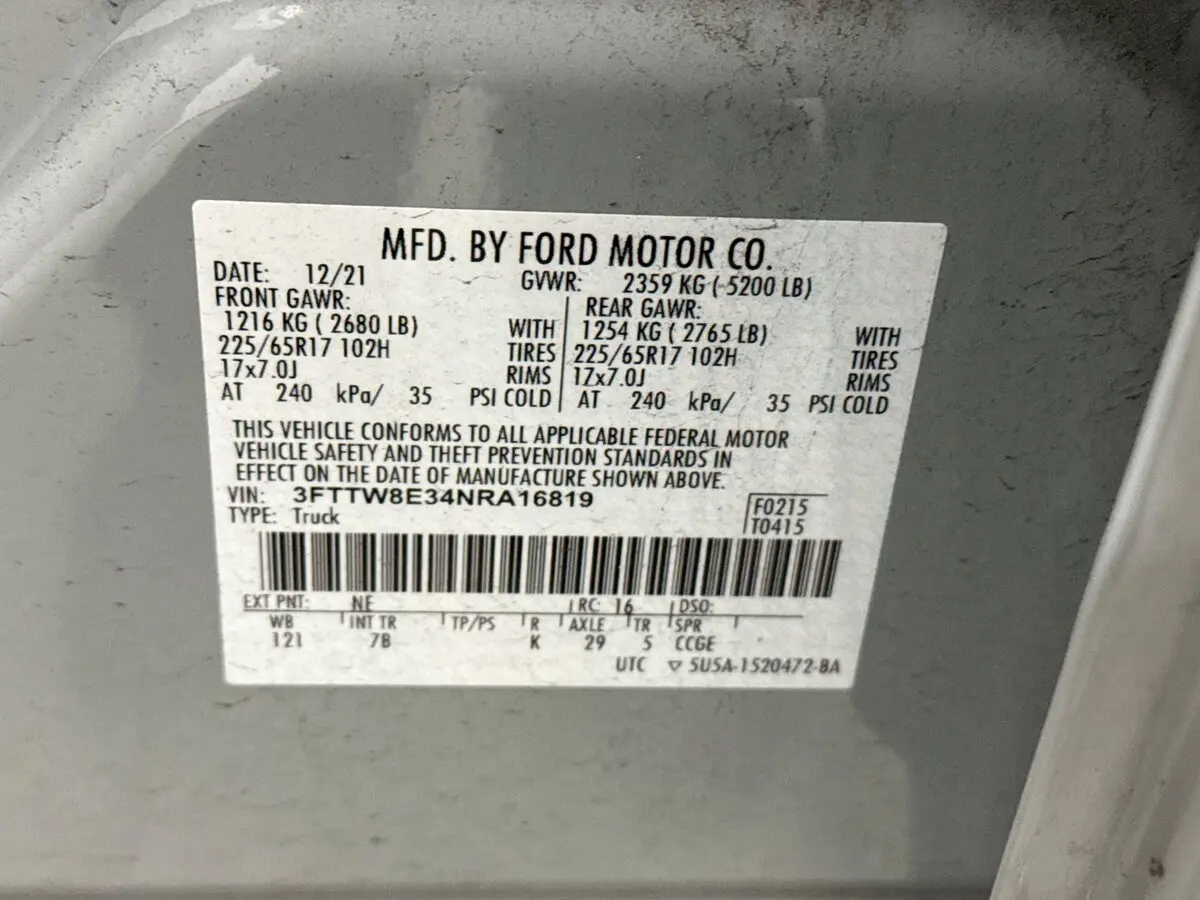 MFD. BY FORD MOTOR CO.
DATE: 12/21 GVWR: 2359 KG ( 5200 LB)
FRONT GAWR: REAR GAWR:
1216 KG ( 2680 LB) WITH 1254 KG ( 2765 LB) WITH
225/65R17 102H TIRES 225/65R17 102H TIRES
17x7.0J RIMS 17x7.0J RIMS
AT 240 kPa/ 35 PSI COLD AT 240 kPa/ 35 PSI COLD
THIS VEHICLE CONFORMS TO ALL APPLICABLE FEDERAL MOTOR
VEHICLE SAFETY AND THEFT PREVENTION STANDARDS IN
EFFECT ON THE DATE OF MANUFACTURE SHOWN ABOVE.
VIN: 3FTTW8E34NRA16819 F0215
TYPE: Truck T0415
EXT PNT: NE RC: 16 DSO:
WB INT TR TP/PS R AXLE TR SPR
121 7B K 29 5 CCGE
UTC ▽ 5U5A-1520472-BA